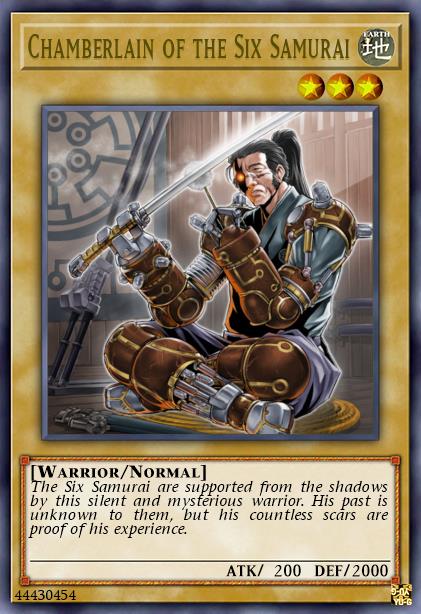 CHAMBERLAIN OF THE SIX SAMURAI
EARTH
地
[WARRIOR/NORMAL]
The Six Samurai are supported from the shadows
by this silent and mysterious warrior. His past is
unknown to them, but his countless scars are
proof of his experience.
ATK/ 200 DEF/2000
44430454